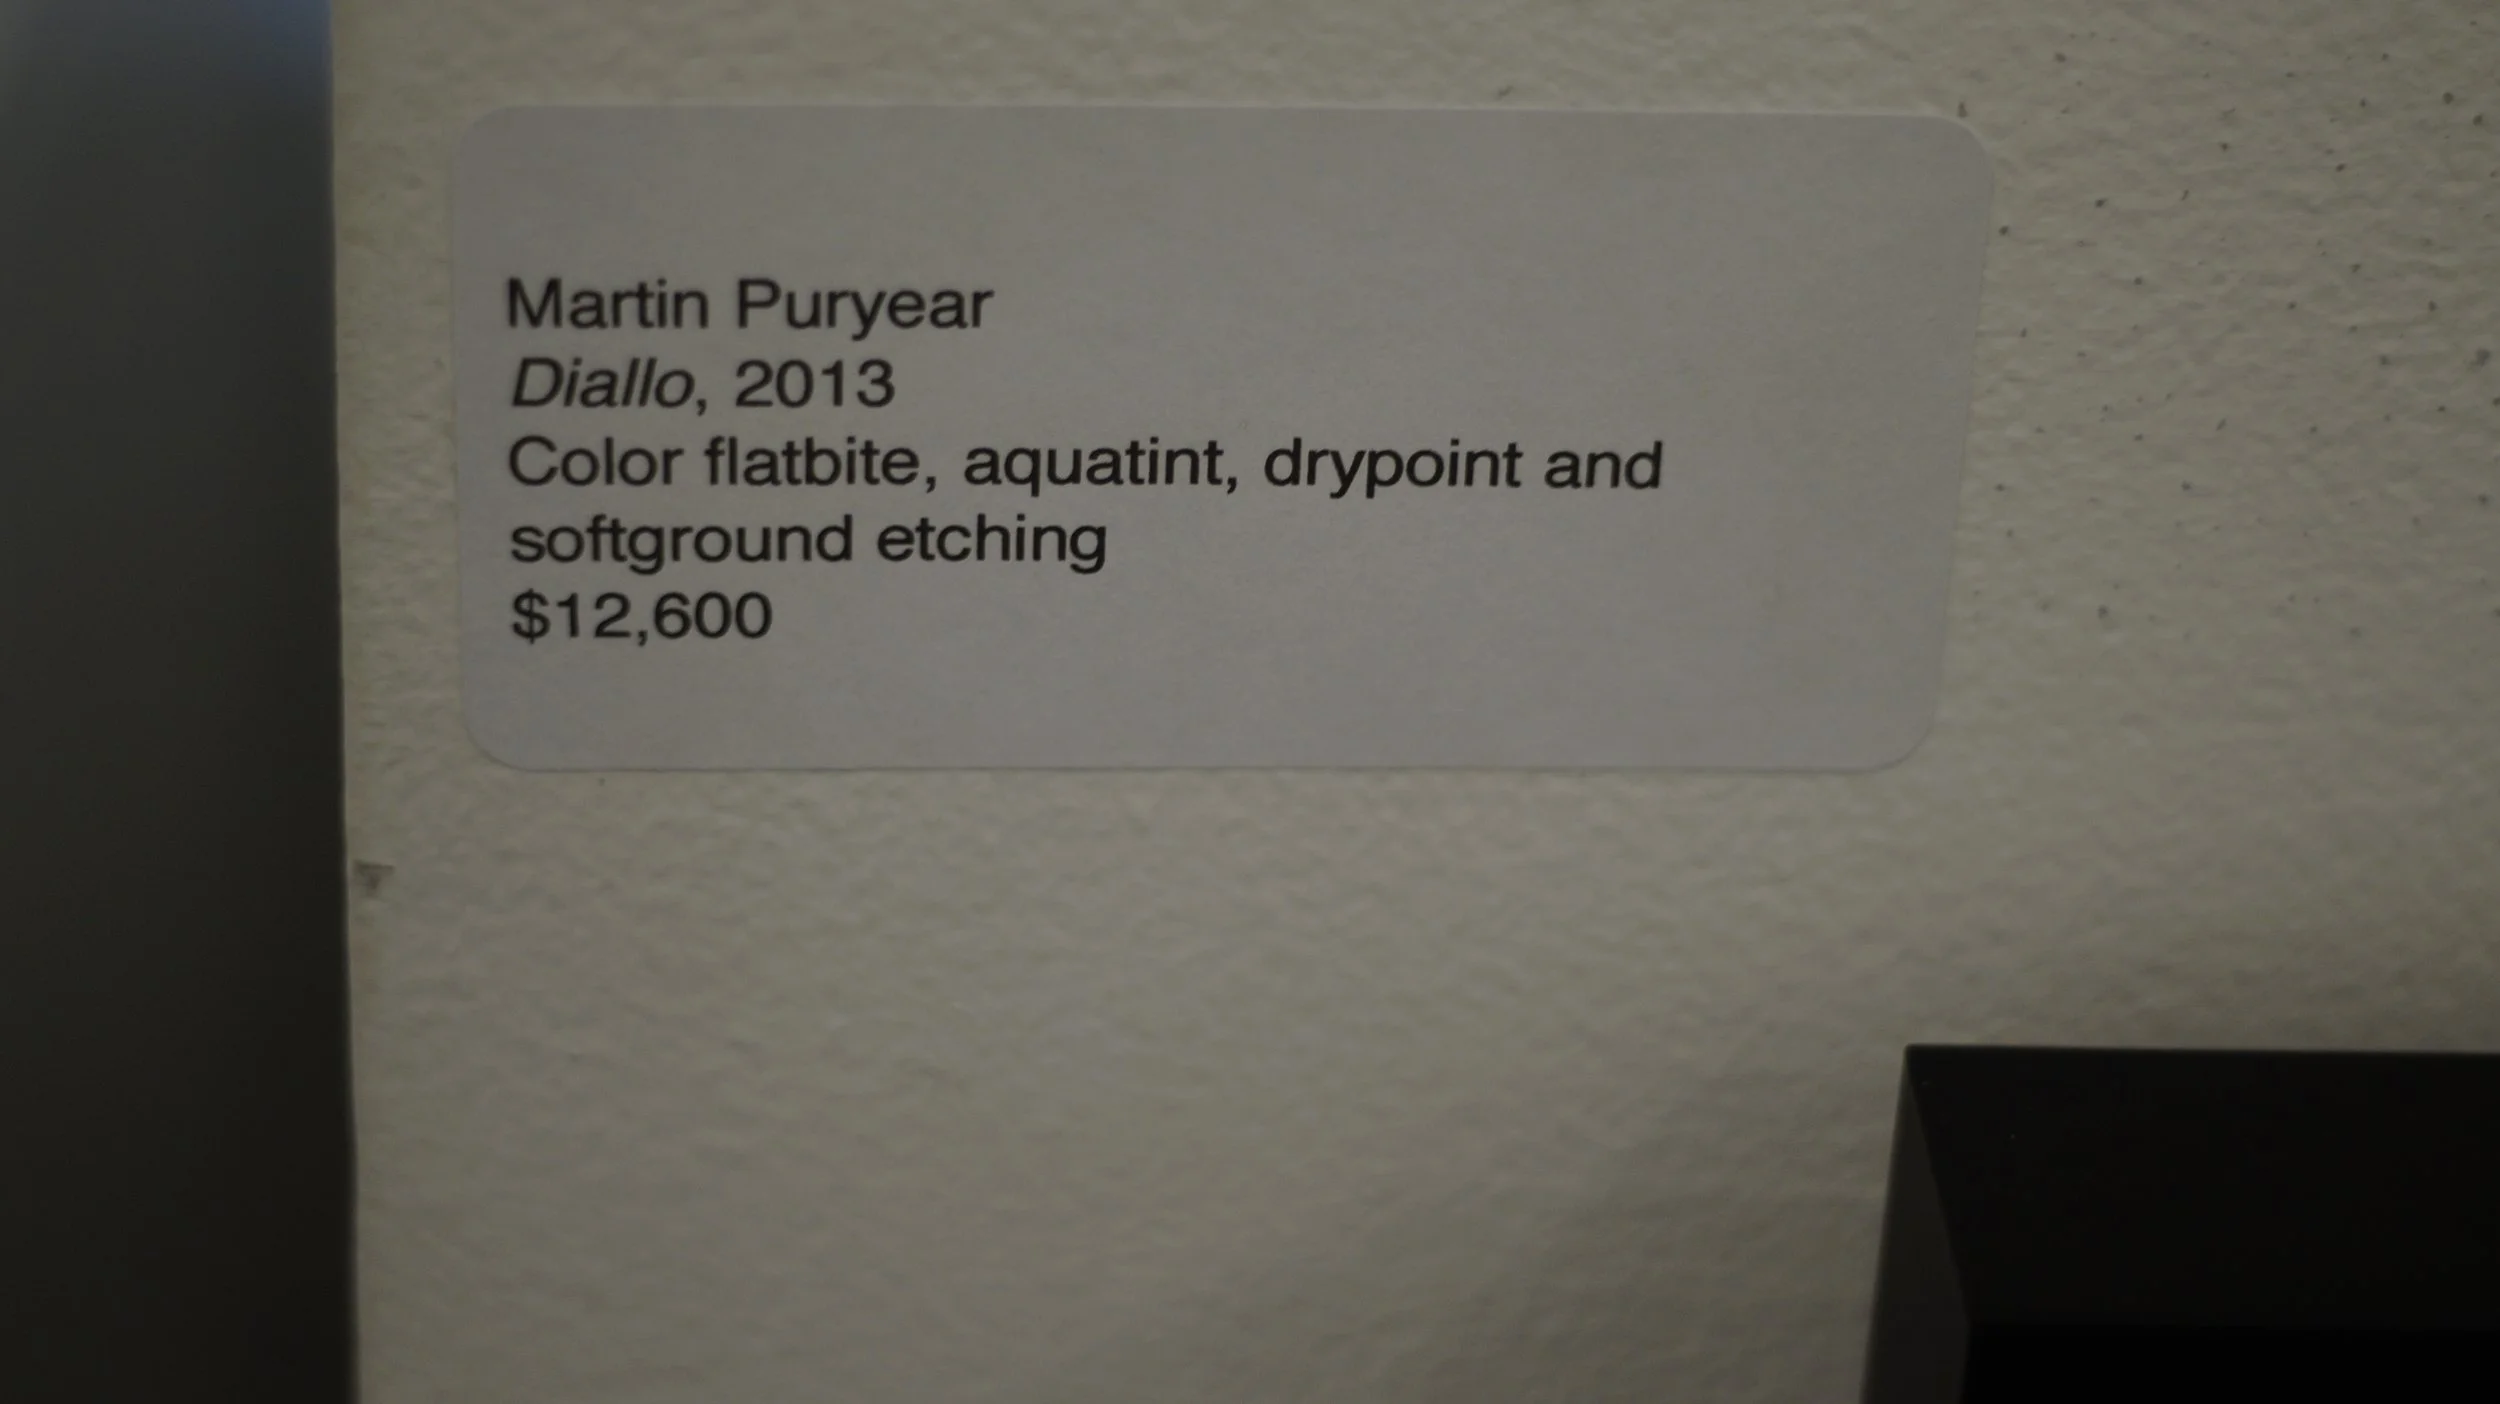 Martin Puryear
Diallo, 2013
Color flatbite, aquatint, drypoint and
softground etching
$12,600